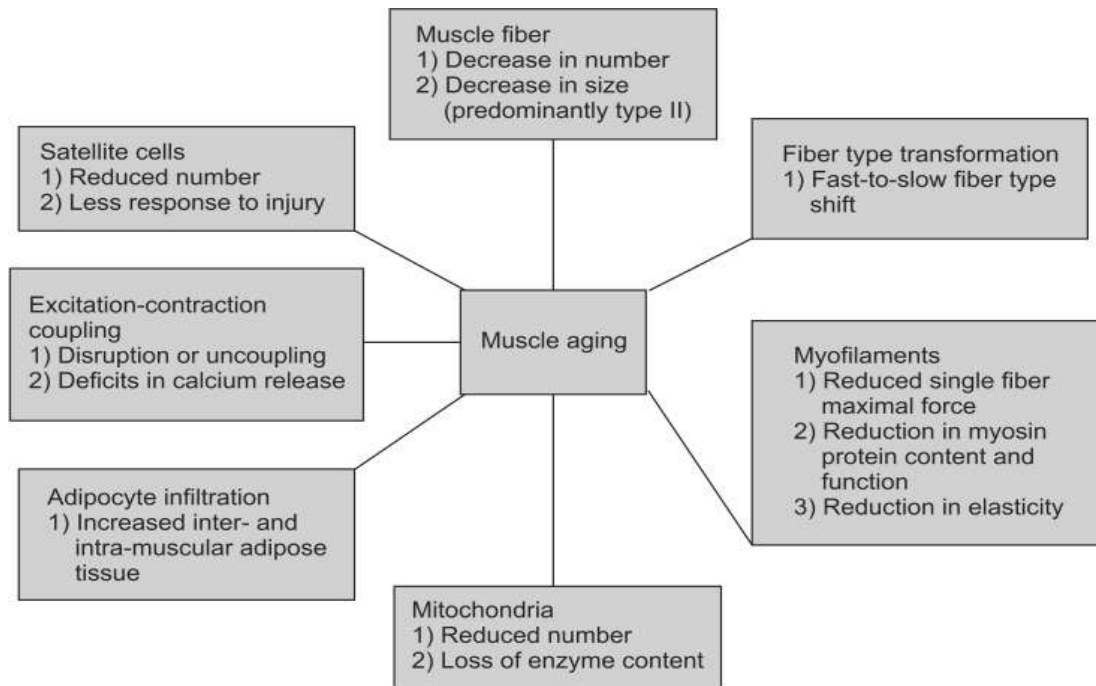 Muscle fiber
1) Decrease in number
2) Decrease in size
(predominantly type II)
Satellite cells
1) Reduced number
2) Less response to injury
Fiber type transformation
1) Fast-to-slow fiber type
shift
Excitation-contraction
coupling
1) Disruption or uncoupling
2) Deficits in calcium release
Muscle aging
Myofilaments
1) Reduced single fiber
maximal force
2) Reduction in myosin
protein content and
function
3) Reduction in elasticity
Adipocyte infiltration
1) Increased inter- and
intra-muscular adipose
tissue
Mitochondria
1) Reduced number
2) Loss of enzyme content